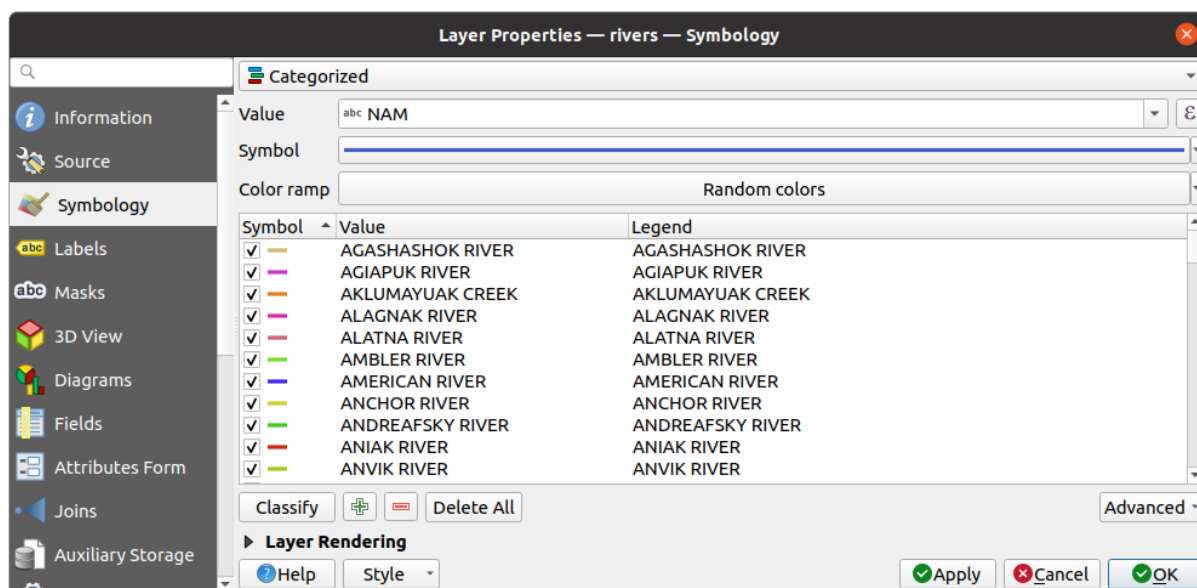 Layer Properties — rivers — Symbology
Information
Source
Symbology
abc Labels
abc Masks
3D View
Diagrams
Fields
Attributes Form
Joins
Auxiliary Storage
Categorized
Value abc NAM ε
Symbol
Color ramp Random colors
Symbol Value Legend
AGASHASHOK RIVER AGASHASHOK RIVER
AGIAPUK RIVER AGIAPUK RIVER
AKLUMAYUAK CREEK AKLUMAYUAK CREEK
ALAGNAK RIVER ALAGNAK RIVER
ALATNA RIVER ALATNA RIVER
AMBLER RIVER AMBLER RIVER
AMERICAN RIVER AMERICAN RIVER
ANCHOR RIVER ANCHOR RIVER
ANDREAFSKY RIVER ANDREAFSKY RIVER
ANIAK RIVER ANIAK RIVER
ANVIK RIVER ANVIK RIVER
Classify Delete All Advanced
Layer Rendering
Help Style Apply Cancel OK